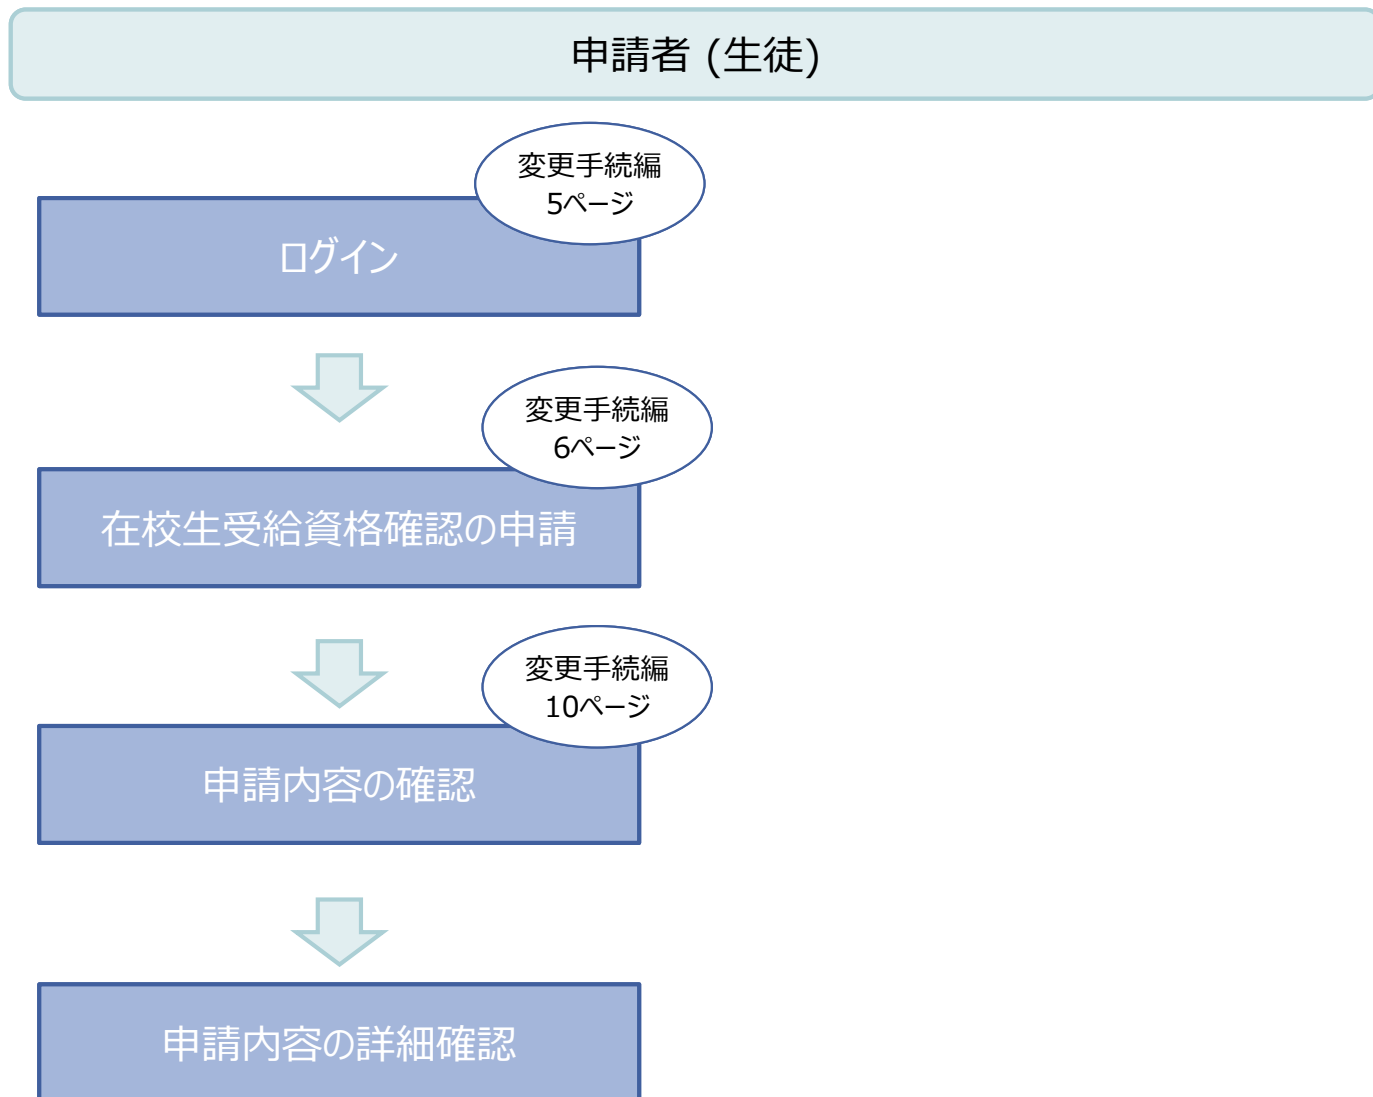 申請者 (生徒)
変更手続編
5ページ
ログイン
変更手続編
6ページ
在校生受給資格確認の申請
変更手続編
10ページ
申請内容の確認
申請内容の詳細確認